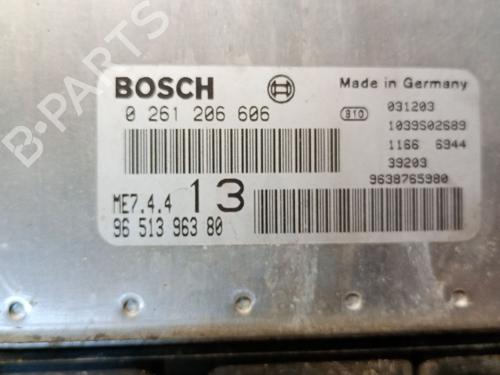 B-PARTS
BOSCH
Made in Germany
0 261 206 606
810
031203
1039S02689
1166 6944
39203
9638765980
ME7.4.4 13
96 513 963 80